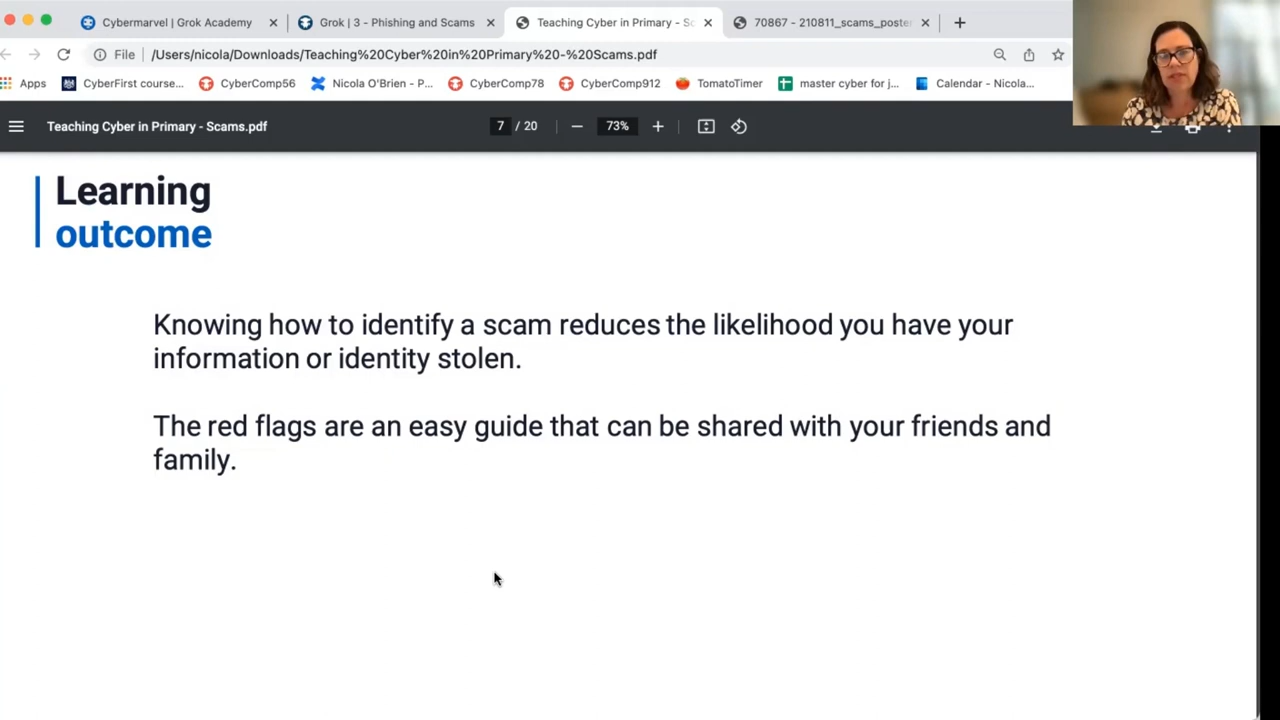 Cybermarvel | Grok Academy
Grok | 3 - Phishing and Scams
Teaching Cyber in Primary - Sc
70867 - 210811_scams_poste
File
/Users/nicola/Downloads/Teaching%20Cyber%20in%20Primary%20-%20Scams.pdf
Apps
CyberFirst course...
CyberComp56
Nicola O'Brien - P...
CyberComp78
CyberComp912
TomatoTimer
master cyber for j...
Calendar - Nicola...
Teaching Cyber in Primary - Scams.pdf
7 / 20
73%
Learning
outcome
Knowing how to identify a scam reduces the likelihood you have your
information or identity stolen.
The red flags are an easy guide that can be shared with your friends and
family.